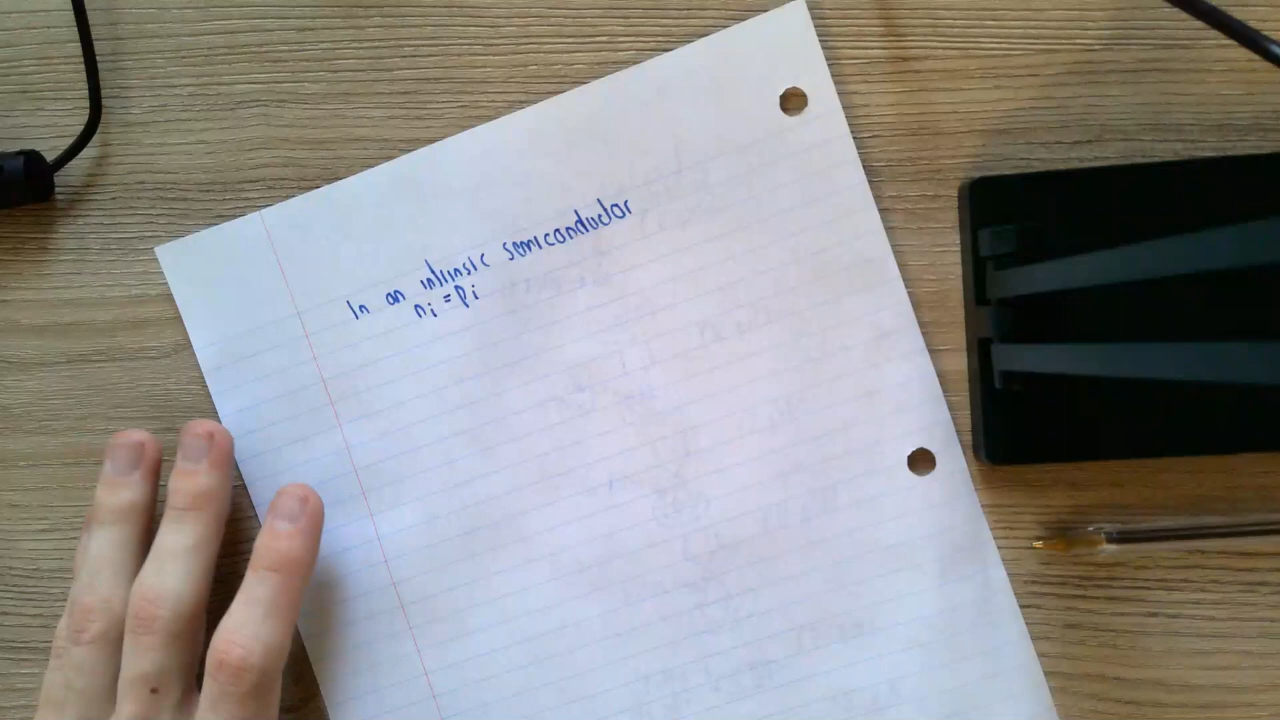 In an intrinsic semiconductor
ni = pi